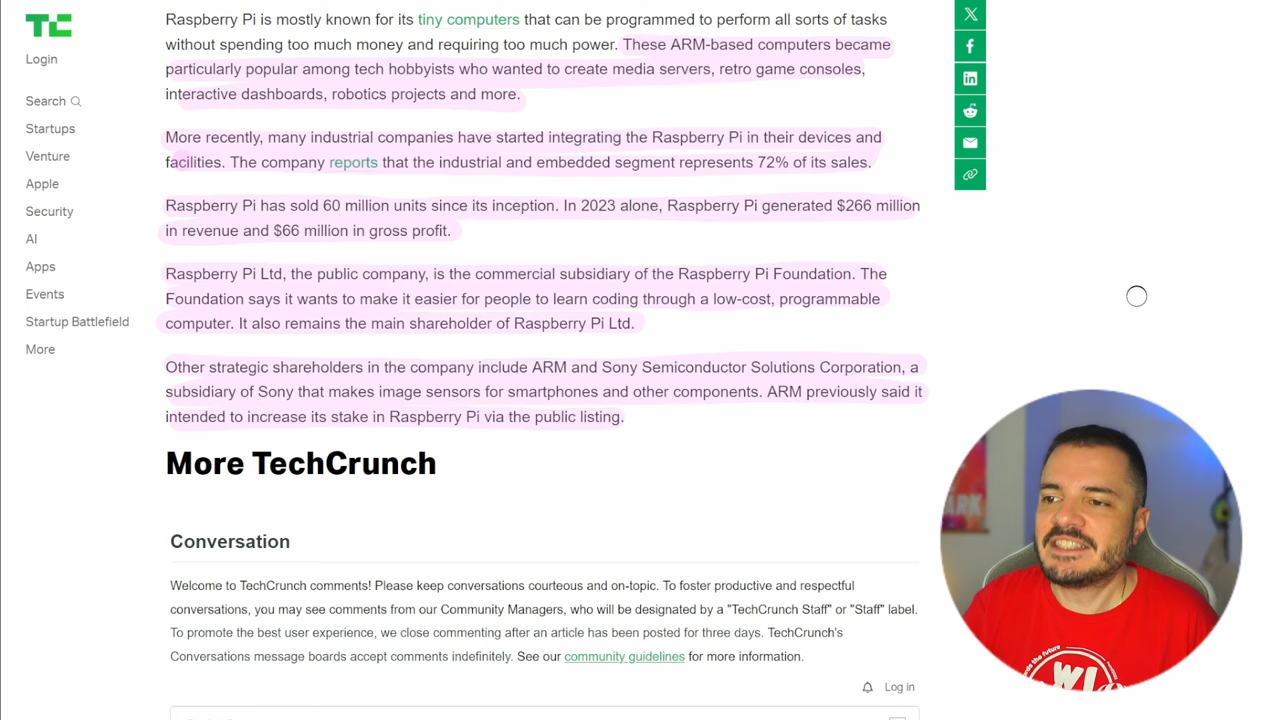 TC
Login
Search
Startups
Venture
Apple
Security
AI
Apps
Events
Startup Battlefield
More
Raspberry Pi is mostly known for its tiny computers that can be programmed to perform all sorts of tasks
without spending too much money and requiring too much power. These ARM-based computers became
particularly popular among tech hobbyists who wanted to create media servers, retro game consoles,
interactive dashboards, robotics projects and more.
More recently, many industrial companies have started integrating the Raspberry Pi in their devices and
facilities. The company reports that the industrial and embedded segment represents 72% of its sales.
Raspberry Pi has sold 60 million units since its inception. In 2023 alone, Raspberry Pi generated $266 million
in revenue and $66 million in gross profit.
Raspberry Pi Ltd, the public company, is the commercial subsidiary of the Raspberry Pi Foundation. The
Foundation says it wants to make it easier for people to learn coding through a low-cost, programmable
computer. It also remains the main shareholder of Raspberry Pi Ltd.
Other strategic shareholders in the company include ARM and Sony Semiconductor Solutions Corporation, a
subsidiary of Sony that makes image sensors for smartphones and other components. ARM previously said it
intended to increase its stake in Raspberry Pi via the public listing.
More TechCrunch
Conversation
Welcome to TechCrunch comments! Please keep conversations courteous and on-topic. To foster productive and respectful
conversations, you may see comments from our Community Managers, who will be designated by a "TechCrunch Staff" or "Staff" label.
To promote the best user experience, we close commenting after an article has been posted for three days. TechCrunch's
Conversations message boards accept comments indefinitely. See our community guidelines for more information.
Log in